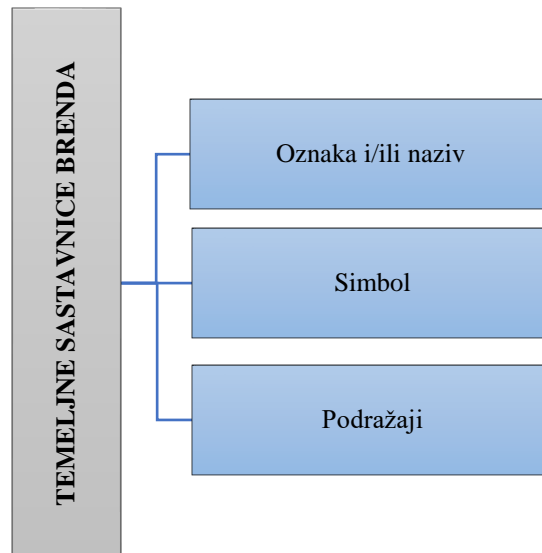 TEMELJNE SASTAVNICE BRENDA
Oznaka i/ili naziv
Simbol
Podražaji